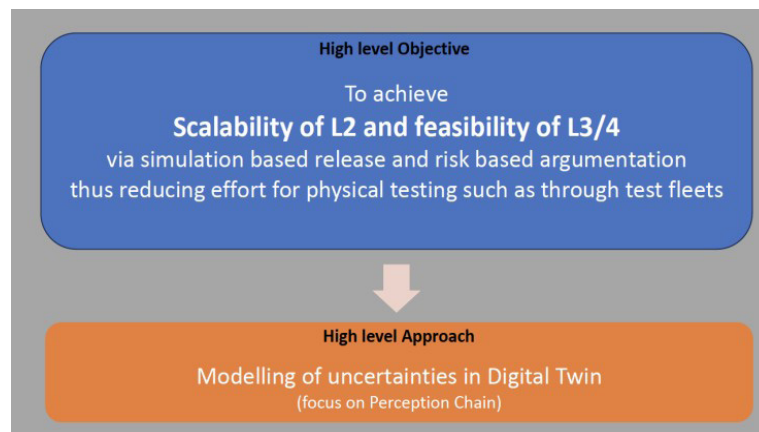 High level Objective
To achieve
Scalability of L2 and feasibility of L3/4
via simulation based release and risk based argumentation
thus reducing effort for physical testing such as through test fleets
High level Approach
Modelling of uncertainties in Digital Twin
(focus on Perception Chain)